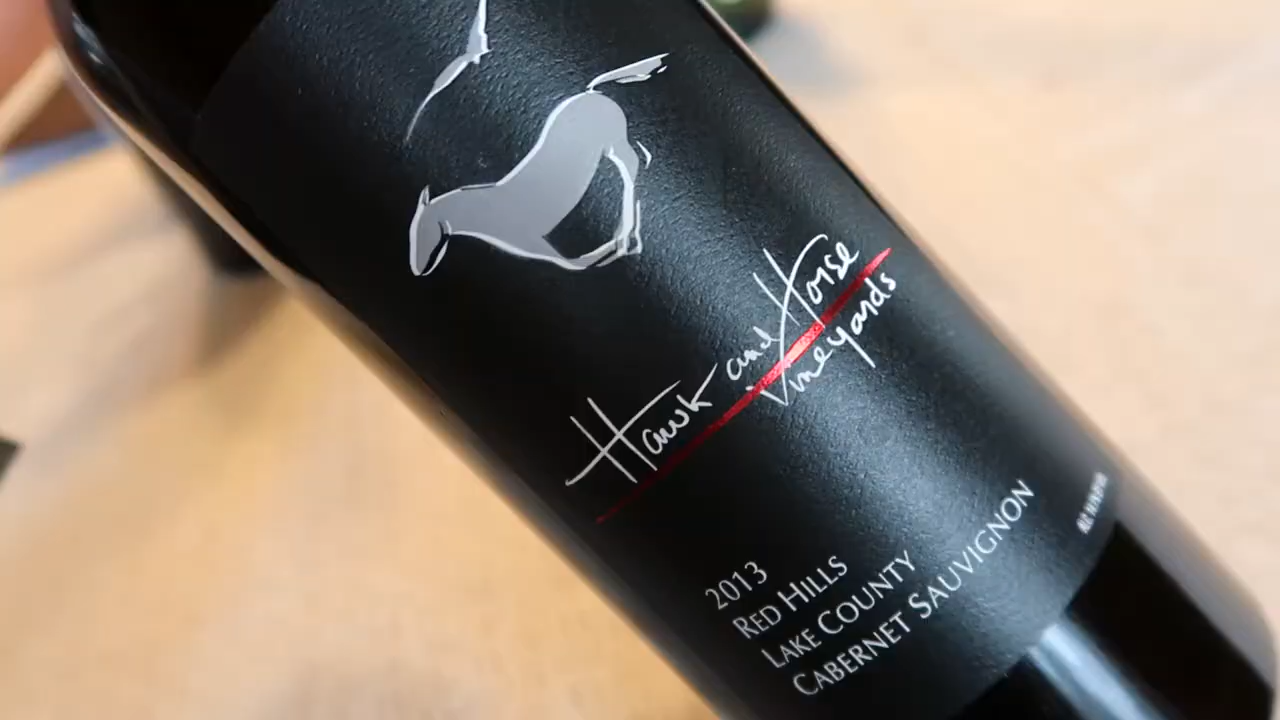 Hawk and Horse
Vineyards
2013
RED HILLS
LAKE COUNTY
CABERNET SAUVIGNON